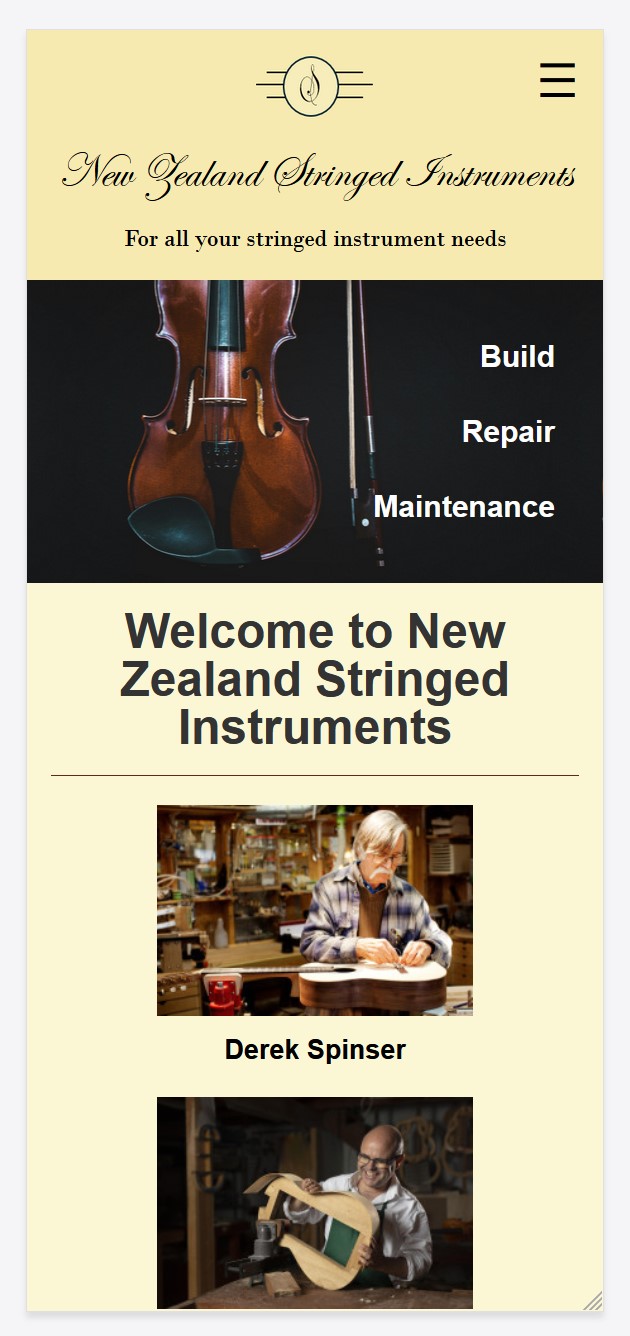 S
New Zealand Stringed Instruments
For all your stringed instrument needs
Build
Repair
Maintenance
Welcome to New
Zealand Stringed
Instruments
Derek Spinser